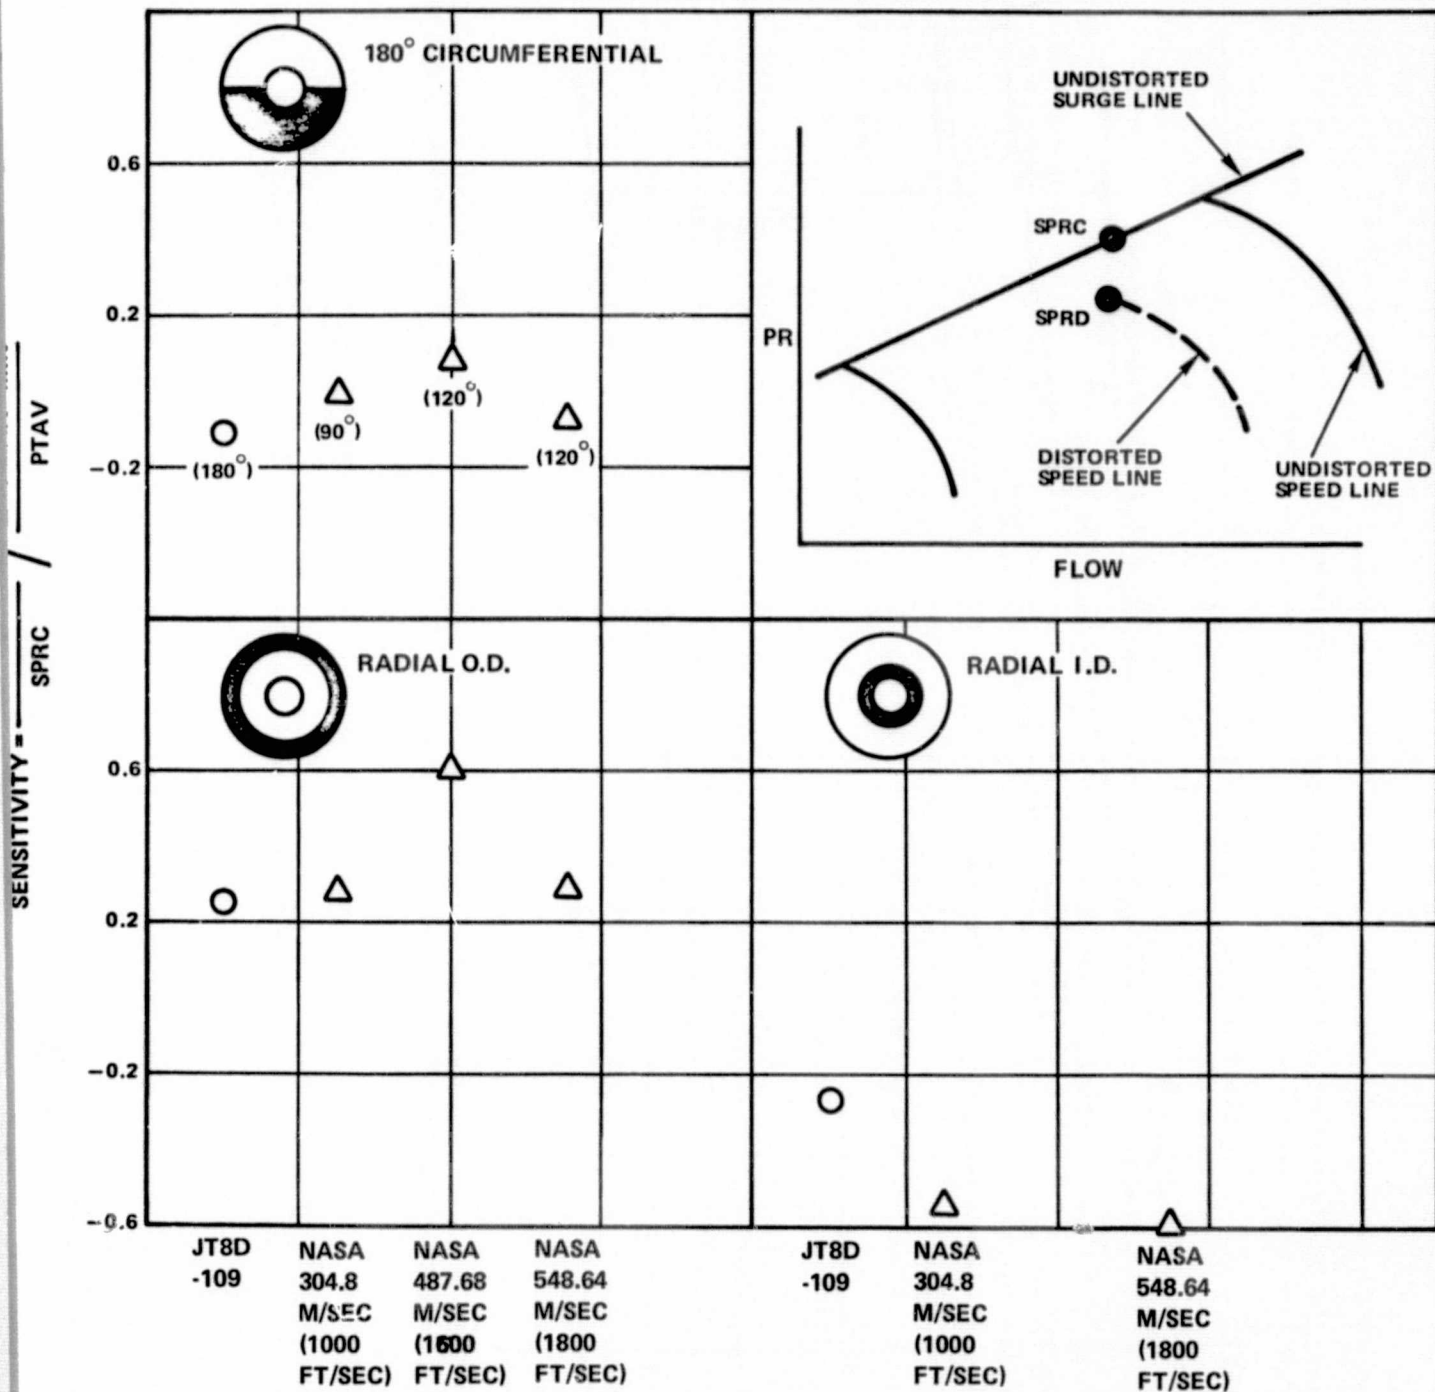 180° CIRCUMFERENTIAL
0.6
0.2
-0.2
(180°)
(90°)
(120°)
(120°)
UNDISTORTED
SURGE LINE
SPRC
SPRD
PR
DISTORTED
SPEED LINE
UNDISTORTED
SPEED LINE
FLOW
SENSITIVITY =
SPRC
/
PTAV
RADIAL O.D.
RADIAL I.D.
0.6
0.2
-0.2
-0.6
JT8D
-109
NASA
304.8
M/SEC
(1000
FT/SEC)
NASA
487.68
M/SEC
(1600
FT/SEC)
NASA
548.64
M/SEC
(1800
FT/SEC)
JT8D
-109
NASA
304.8
M/SEC
(1000
FT/SEC)
NASA
548.64
M/SEC
(1800
FT/SEC)